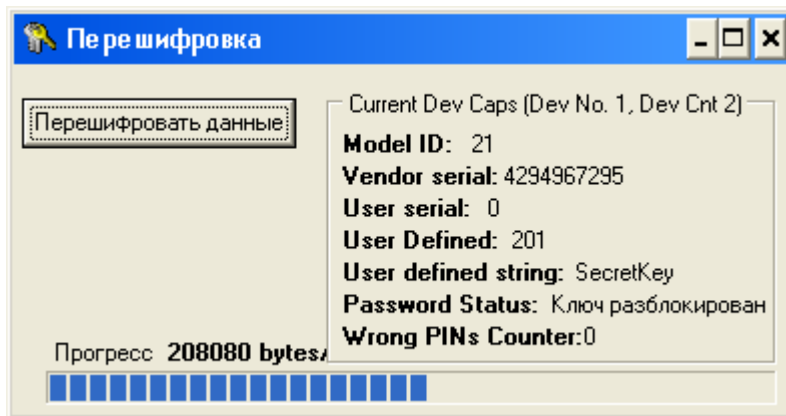 Перешифровка
Перешифровать данные
Current Dev Caps (Dev No. 1, Dev Cnt 2)
Model ID: 21
Vendor serial: 4294967295
User serial: 0
User Defined: 201
User defined string: SecretKey
Password Status: Ключ разблокирован
Wrong PINs Counter:0
Прогресс 208080 bytes